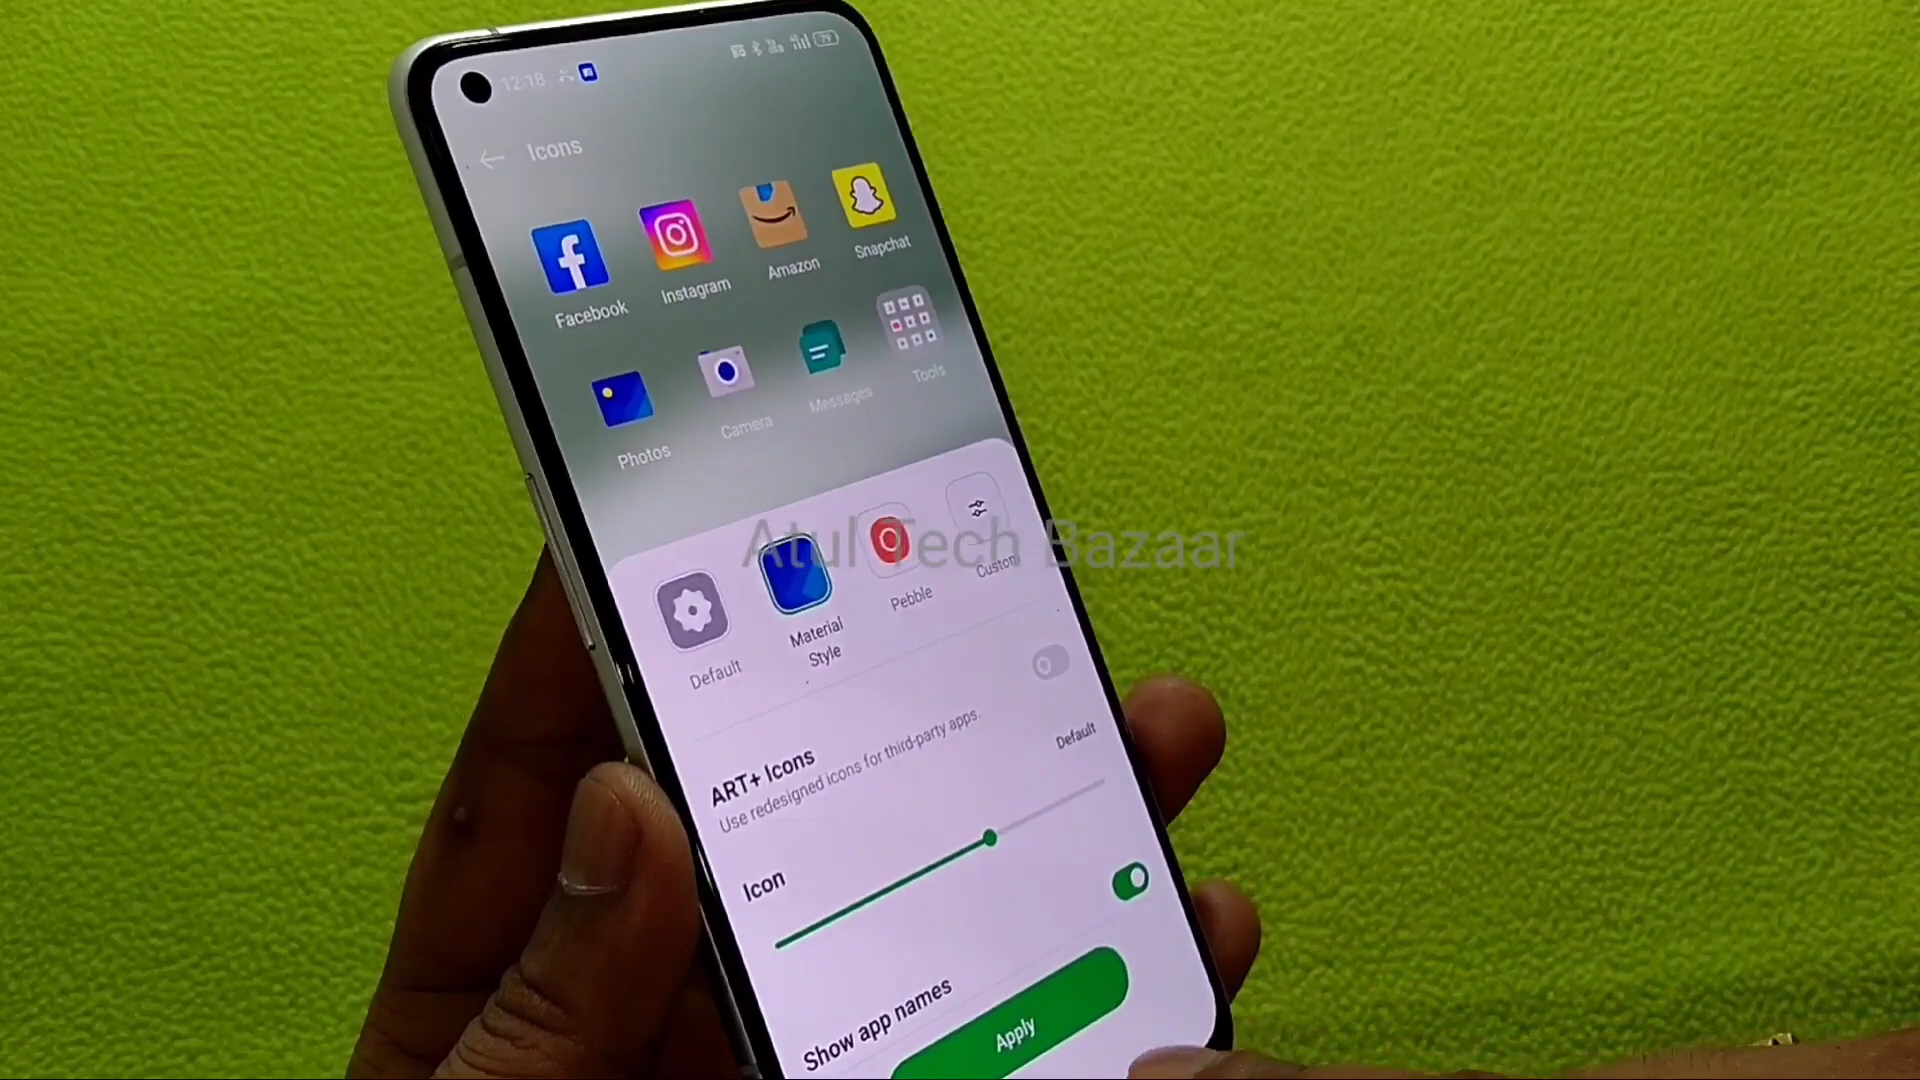 12:18
79
Icons
Facebook
Instagram
Amazon
Snapchat
Photos
Camera
Messages
Tools
Atul Tech Bazaar
Default
Material
Style
Pebble
Custom
ART+ Icons
Use redesigned icons for third-party apps.
Default
Icon
Show app names
Apply